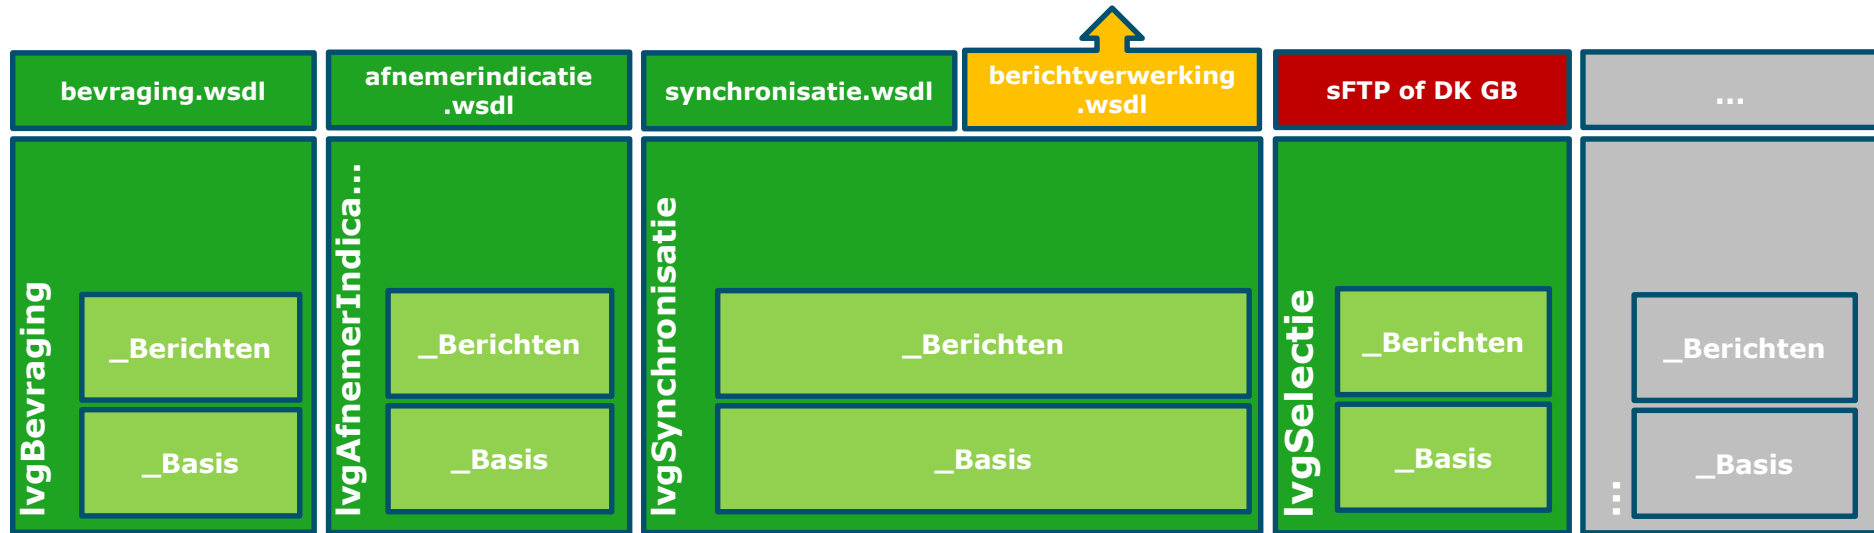 bevraging.wsdl
afnemerindicatie
.wsdl
synchronisatie.wsdl
berichtverwerking
.wsdl
sFTP of DK GB
...
lvgBevraging
_Berichten
_Basis
lvgAfnemerIndica...
_Berichten
_Basis
lvgSynchronisatie
_Berichten
_Basis
lvgSelectie
_Berichten
_Basis
...
_Berichten
_Basis